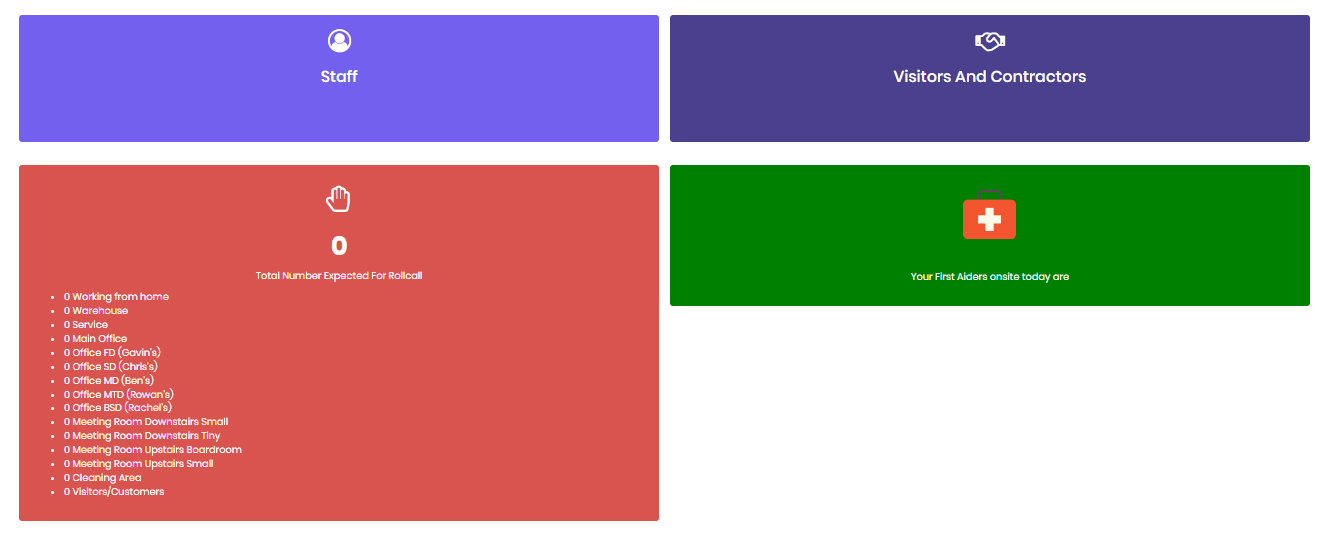 Staff
Visitors And Contractors
0
Total Number Expected For Rollcall
0 Working from home
0 Warehouse
0 Service
0 Main Office
0 Office FD (Gavin's)
0 Office SD (Chris's)
0 Office MD (Ben's)
0 Office MTD (Rowan's)
0 Office BSD (Rachel's)
0 Meeting Room Downstairs Small
0 Meeting Room Downstairs Tiny
0 Meeting Room Upstairs Boardroom
0 Meeting Room Upstairs Small
0 Cleaning Area
0 Visitors/Customers
Your First Aiders onsite today are